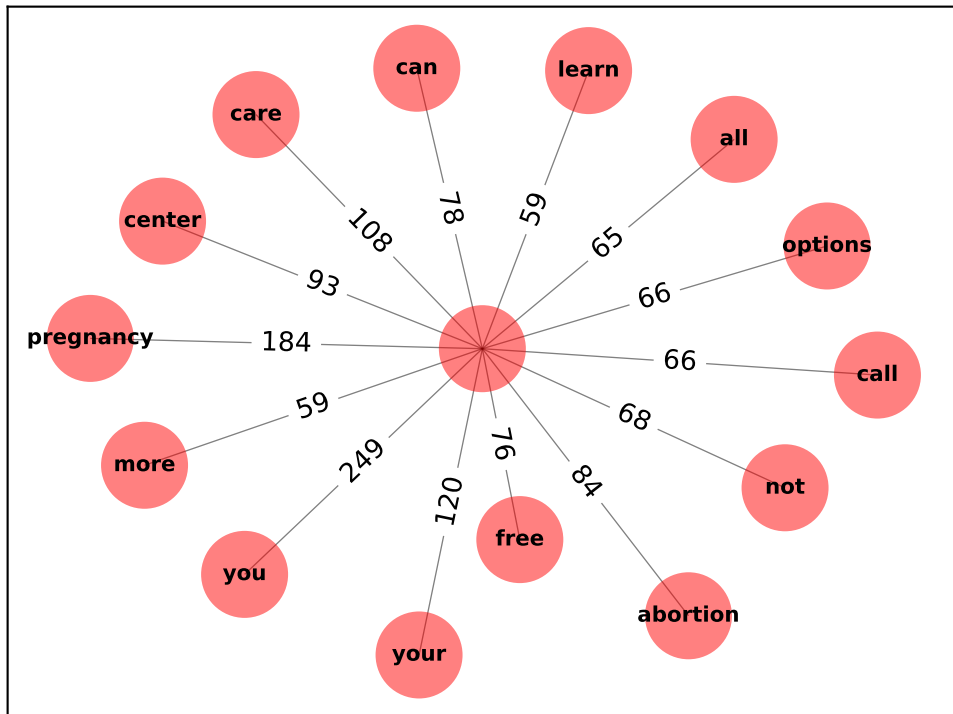 can
learn
care
all
center
options
pregnancy
call
more
not
you
free
your
abortion
78
59
108
65
93
66
184
66
59
68
249
76
120
84